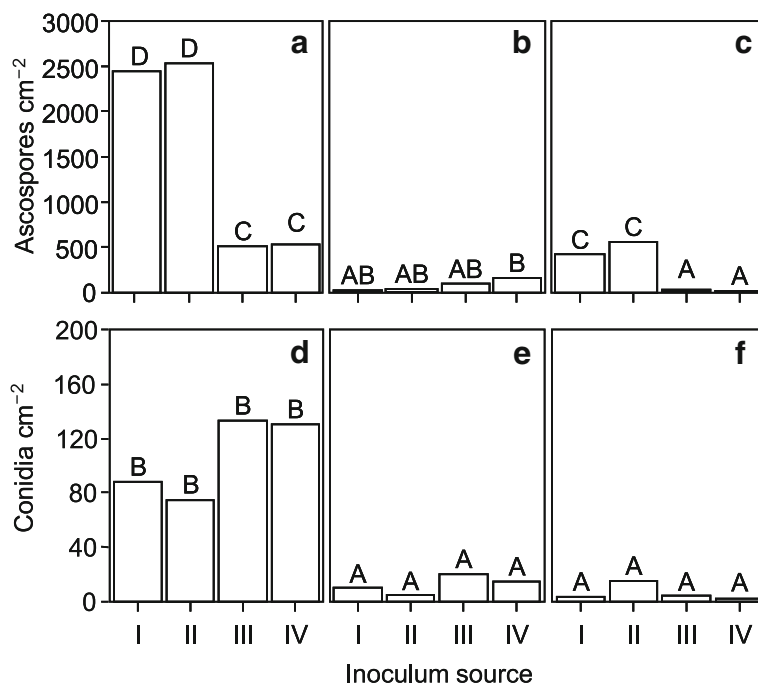 3000
2500
2000
1500
1000
500
0
Ascospores cm⁻²
a
D D C C
b
AB AB AB B
c
C C A A
200
160
120
80
40
0
Conidia cm⁻²
d
B B B B
e
A A A A
f
A A A A
I II III IV I II III IV I II III IV
Inoculum source